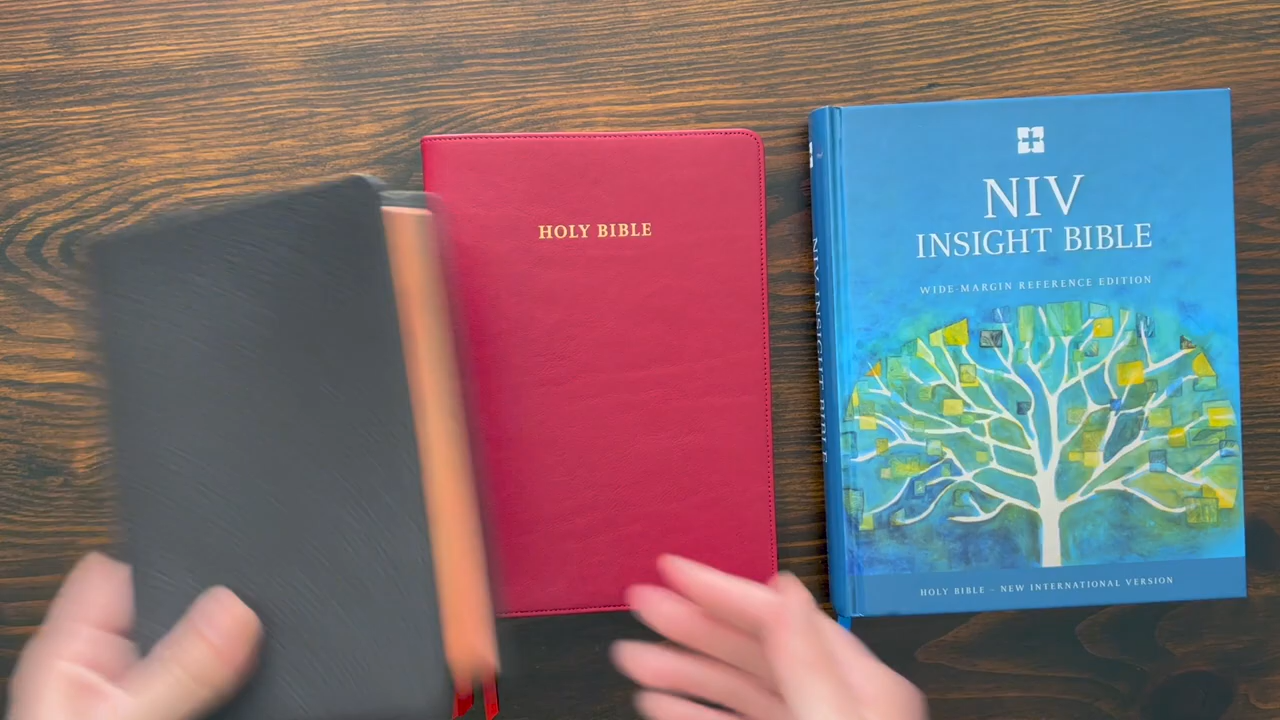 HOLY BIBLE
NIV
INSIGHT BIBLE
WIDE-MARGIN REFERENCE EDITION
HOLY BIBLE – NEW INTERNATIONAL VERSION
NIV INSIGHT BIBLE